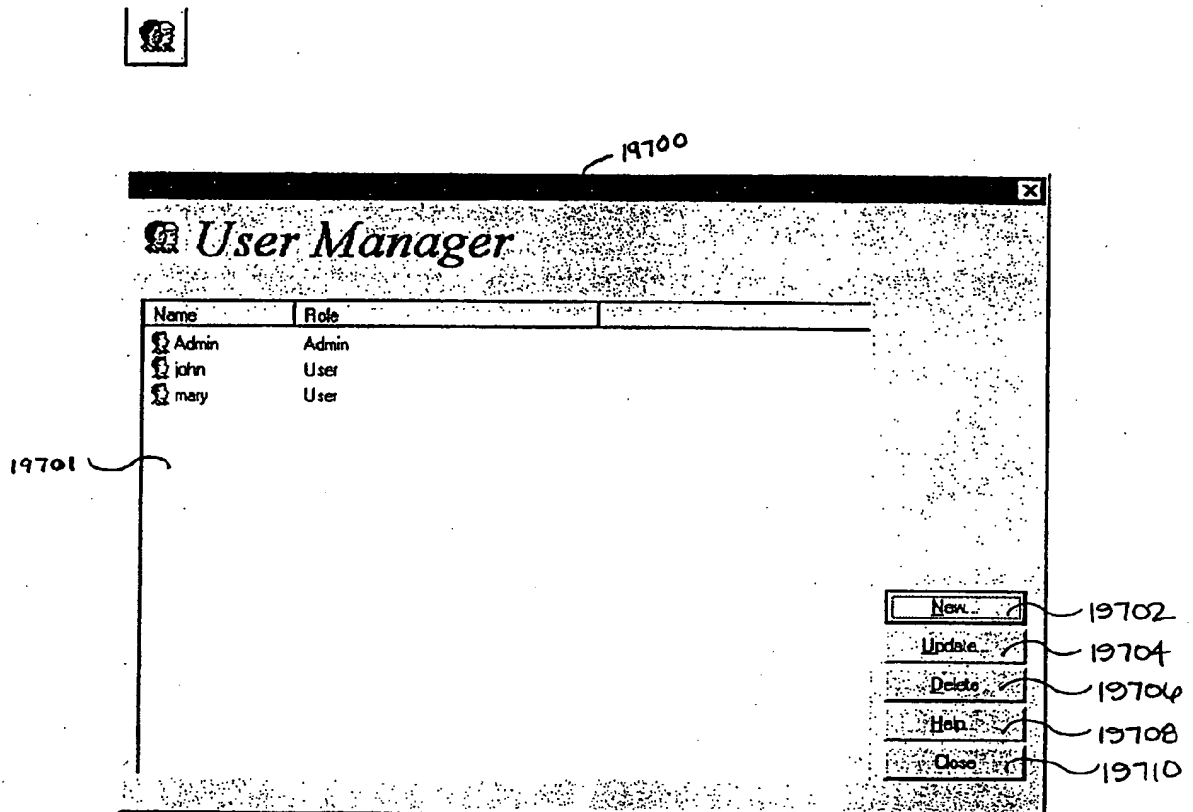 19700
User Manager
Name Role
Admin Admin
john User
mary User
19701
New... 19702
Update... 19704
Delete 19706
Help... 19708
Close 19710